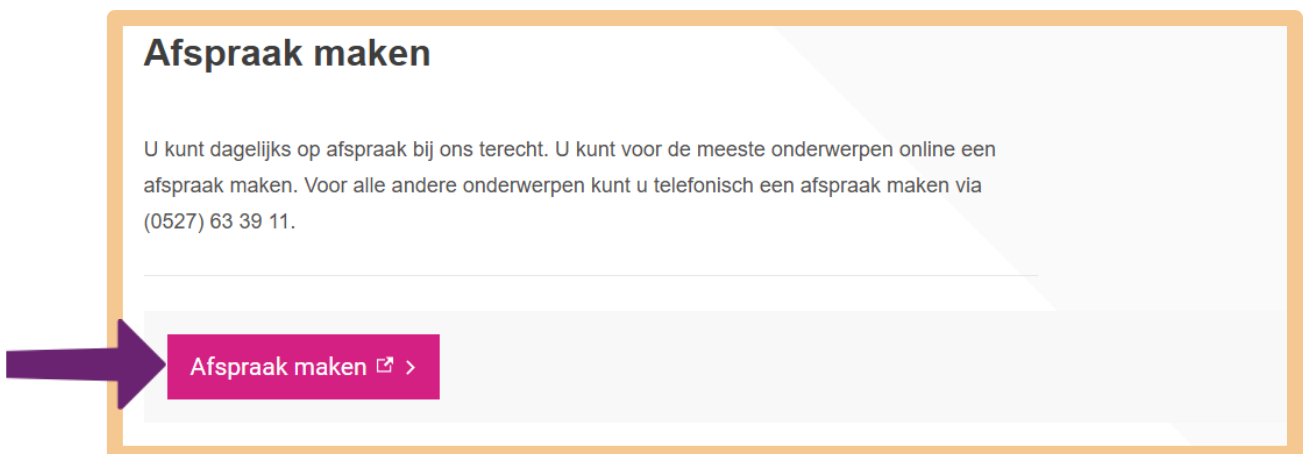 Afspraak maken
U kunt dagelijks op afspraak bij ons terecht. U kunt voor de meeste onderwerpen online een
afspraak maken. Voor alle andere onderwerpen kunt u telefonisch een afspraak maken via
(0527) 63 39 11.
Afspraak maken